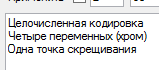 Целочисленная кодировка
Четыре переменных (хром)
Одна точка скрещивания